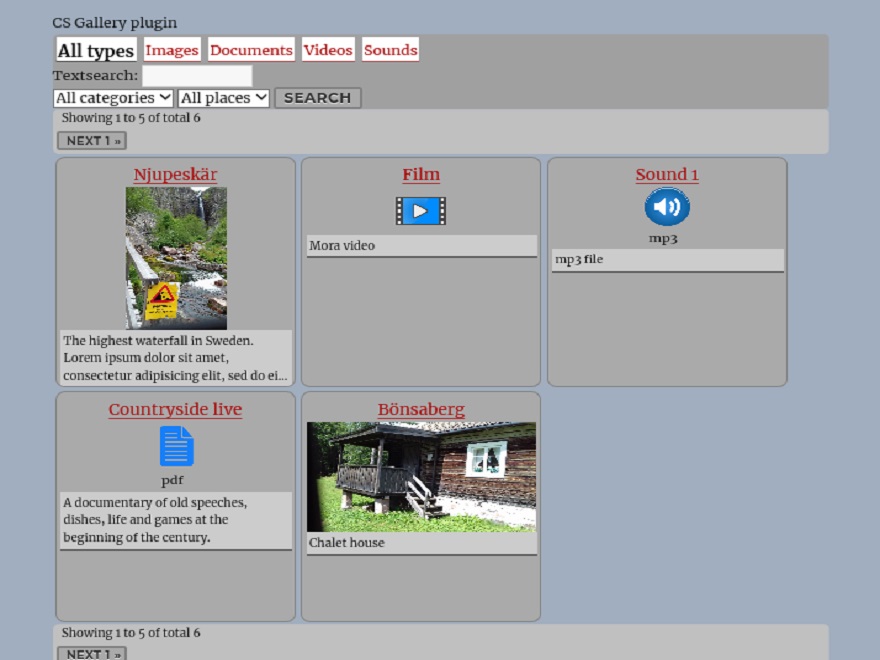 CS Gallery plugin
All types Images Documents Videos Sounds
Textsearch:
All categories All places SEARCH
Showing 1 to 5 of total 6
NEXT 1 »
Njupeskär
The highest waterfall in Sweden.
Lorem ipsum dolor sit amet,
consectetur adipisicing elit, sed do ei...
Film
Mora video
Sound 1
mp3
mp3 file
Countryside live
pdf
A documentary of old speeches,
dishes, life and games at the
beginning of the century.
Bönsaberg
Chalet house
Showing 1 to 5 of total 6
NEXT 1 »